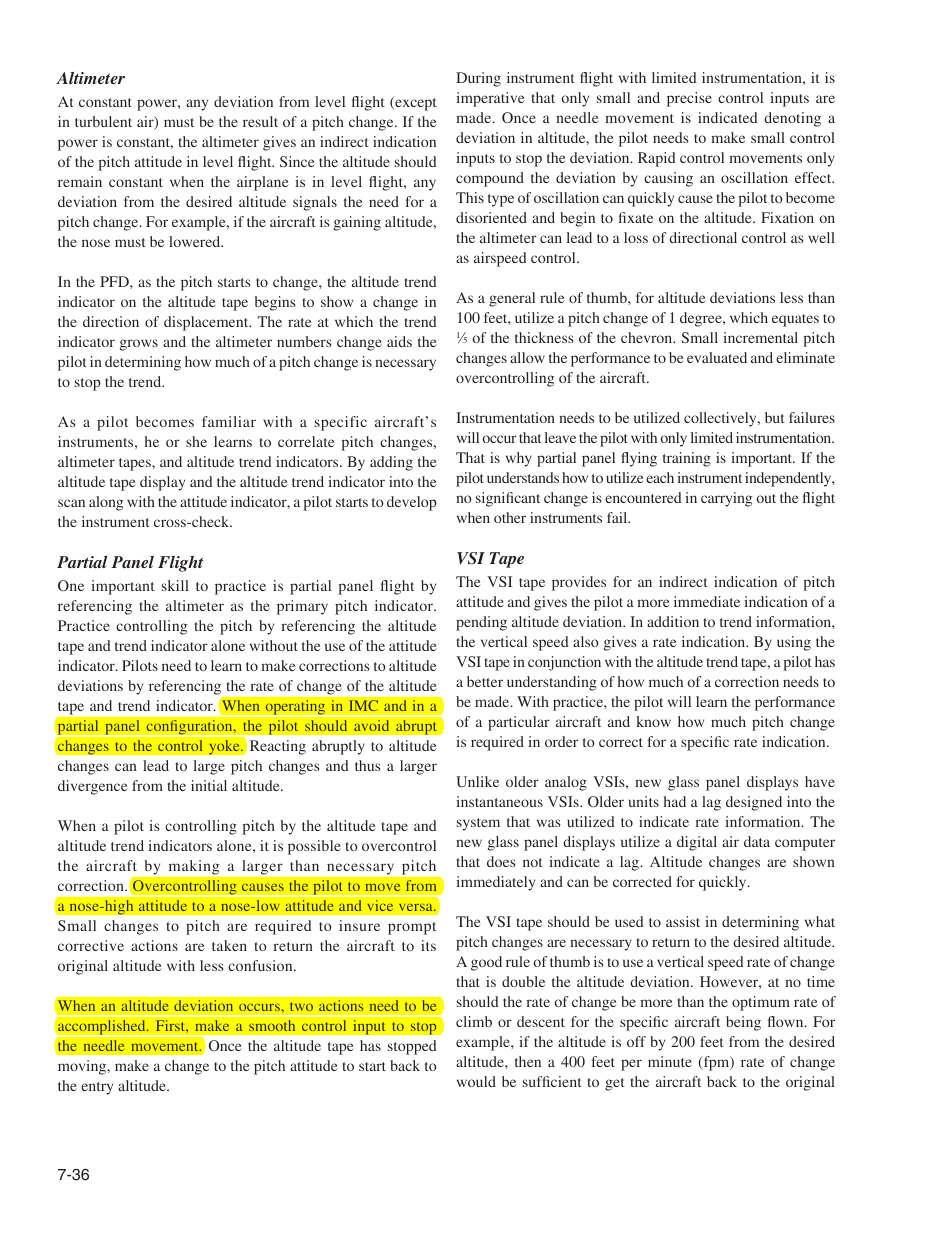 Altimeter
At constant power, any deviation from level flight (except
in turbulent air) must be the result of a pitch change. If the
power is constant, the altimeter gives an indirect indication
of the pitch attitude in level flight. Since the altitude should
remain constant when the airplane is in level flight, any
deviation from the desired altitude signals the need for a
pitch change. For example, if the aircraft is gaining altitude,
the nose must be lowered.
In the PFD, as the pitch starts to change, the altitude trend
indicator on the altitude tape begins to show a change in
the direction of displacement. The rate at which the trend
indicator grows and the altimeter numbers change aids the
pilot in determining how much of a pitch change is necessary
to stop the trend.
As a pilot becomes familiar with a specific aircraft’s
instruments, he or she learns to correlate pitch changes,
altimeter tapes, and altitude trend indicators. By adding the
altitude tape display and the altitude trend indicator into the
scan along with the attitude indicator, a pilot starts to develop
the instrument cross-check.
Partial Panel Flight
One important skill to practice is partial panel flight by
referencing the altimeter as the primary pitch indicator.
Practice controlling the pitch by referencing the altitude
tape and trend indicator alone without the use of the attitude
indicator. Pilots need to learn to make corrections to altitude
deviations by referencing the rate of change of the altitude
tape and trend indicator. When operating in IMC and in a
partial panel configuration, the pilot should avoid abrupt
changes to the control yoke. Reacting abruptly to altitude
changes can lead to large pitch changes and thus a larger
divergence from the initial altitude.
When a pilot is controlling pitch by the altitude tape and
altitude trend indicators alone, it is possible to overcontrol
the aircraft by making a larger than necessary pitch
correction. Overcontrolling causes the pilot to move from
a nose-high attitude to a nose-low attitude and vice versa.
Small changes to pitch are required to insure prompt
corrective actions are taken to return the aircraft to its
original altitude with less confusion.
When an altitude deviation occurs, two actions need to be
accomplished. First, make a smooth control input to stop
the needle movement. Once the altitude tape has stopped
moving, make a change to the pitch attitude to start back to
the entry altitude.
During instrument flight with limited instrumentation, it is
imperative that only small and precise control inputs are
made. Once a needle movement is indicated denoting a
deviation in altitude, the pilot needs to make small control
inputs to stop the deviation. Rapid control movements only
compound the deviation by causing an oscillation effect.
This type of oscillation can quickly cause the pilot to become
disoriented and begin to fixate on the altitude. Fixation on
the altimeter can lead to a loss of directional control as well
as airspeed control.
As a general rule of thumb, for altitude deviations less than
100 feet, utilize a pitch change of 1 degree, which equates to
⅕ of the thickness of the chevron. Small incremental pitch
changes allow the performance to be evaluated and eliminate
overcontrolling of the aircraft.
Instrumentation needs to be utilized collectively, but failures
will occur that leave the pilot with only limited instrumentation.
That is why partial panel flying training is important. If the
pilot understands how to utilize each instrument independently,
no significant change is encountered in carrying out the flight
when other instruments fail.
VSI Tape
The VSI tape provides for an indirect indication of pitch
attitude and gives the pilot a more immediate indication of a
pending altitude deviation. In addition to trend information,
the vertical speed also gives a rate indication. By using the
VSI tape in conjunction with the altitude trend tape, a pilot has
a better understanding of how much of a correction needs to
be made. With practice, the pilot will learn the performance
of a particular aircraft and know how much pitch change
is required in order to correct for a specific rate indication.
Unlike older analog VSIs, new glass panel displays have
instantaneous VSIs. Older units had a lag designed into the
system that was utilized to indicate rate information. The
new glass panel displays utilize a digital air data computer
that does not indicate a lag. Altitude changes are shown
immediately and can be corrected for quickly.
The VSI tape should be used to assist in determining what
pitch changes are necessary to return to the desired altitude.
A good rule of thumb is to use a vertical speed rate of change
that is double the altitude deviation. However, at no time
should the rate of change be more than the optimum rate of
climb or descent for the specific aircraft being flown. For
example, if the altitude is off by 200 feet from the desired
altitude, then a 400 feet per minute (fpm) rate of change
would be sufficient to get the aircraft back to the original
7-36